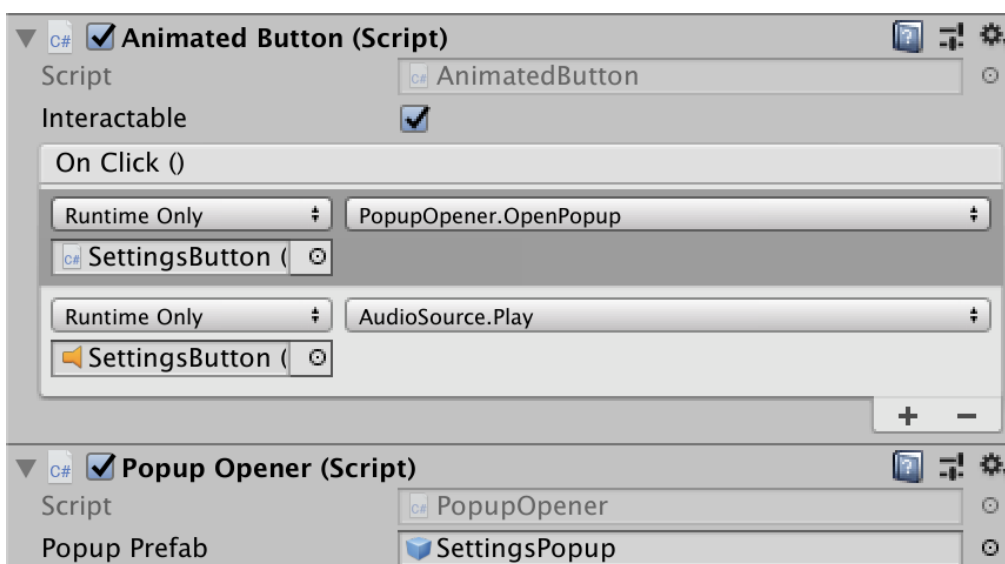 Animated Button (Script)
Script AnimatedButton
Interactable
On Click ()
Runtime Only PopupOpener.OpenPopup
SettingsButton (
Runtime Only AudioSource.Play
SettingsButton (
+ −
Popup Opener (Script)
Script PopupOpener
Popup Prefab SettingsPopup